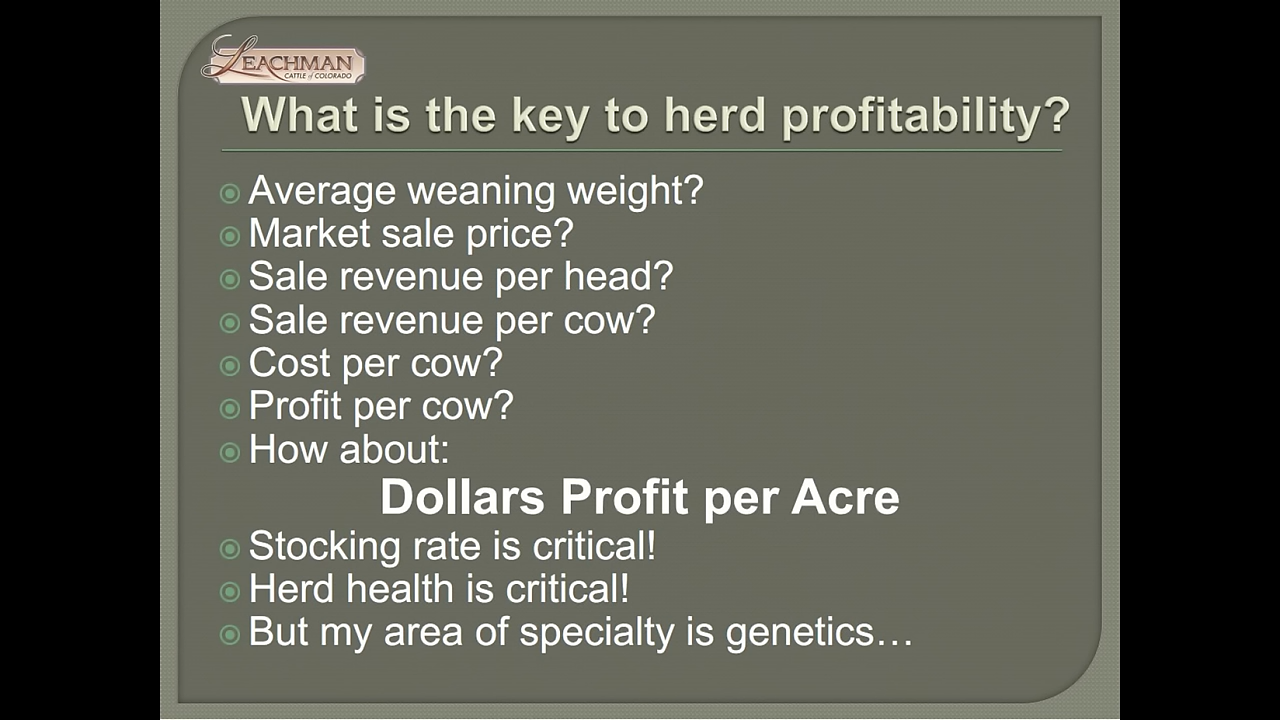 LEACHMAN
CATTLE of COLORADO
What is the key to herd profitability?
Average weaning weight?
Market sale price?
Sale revenue per head?
Sale revenue per cow?
Cost per cow?
Profit per cow?
How about:
Dollars Profit per Acre
Stocking rate is critical!
Herd health is critical!
But my area of specialty is genetics…